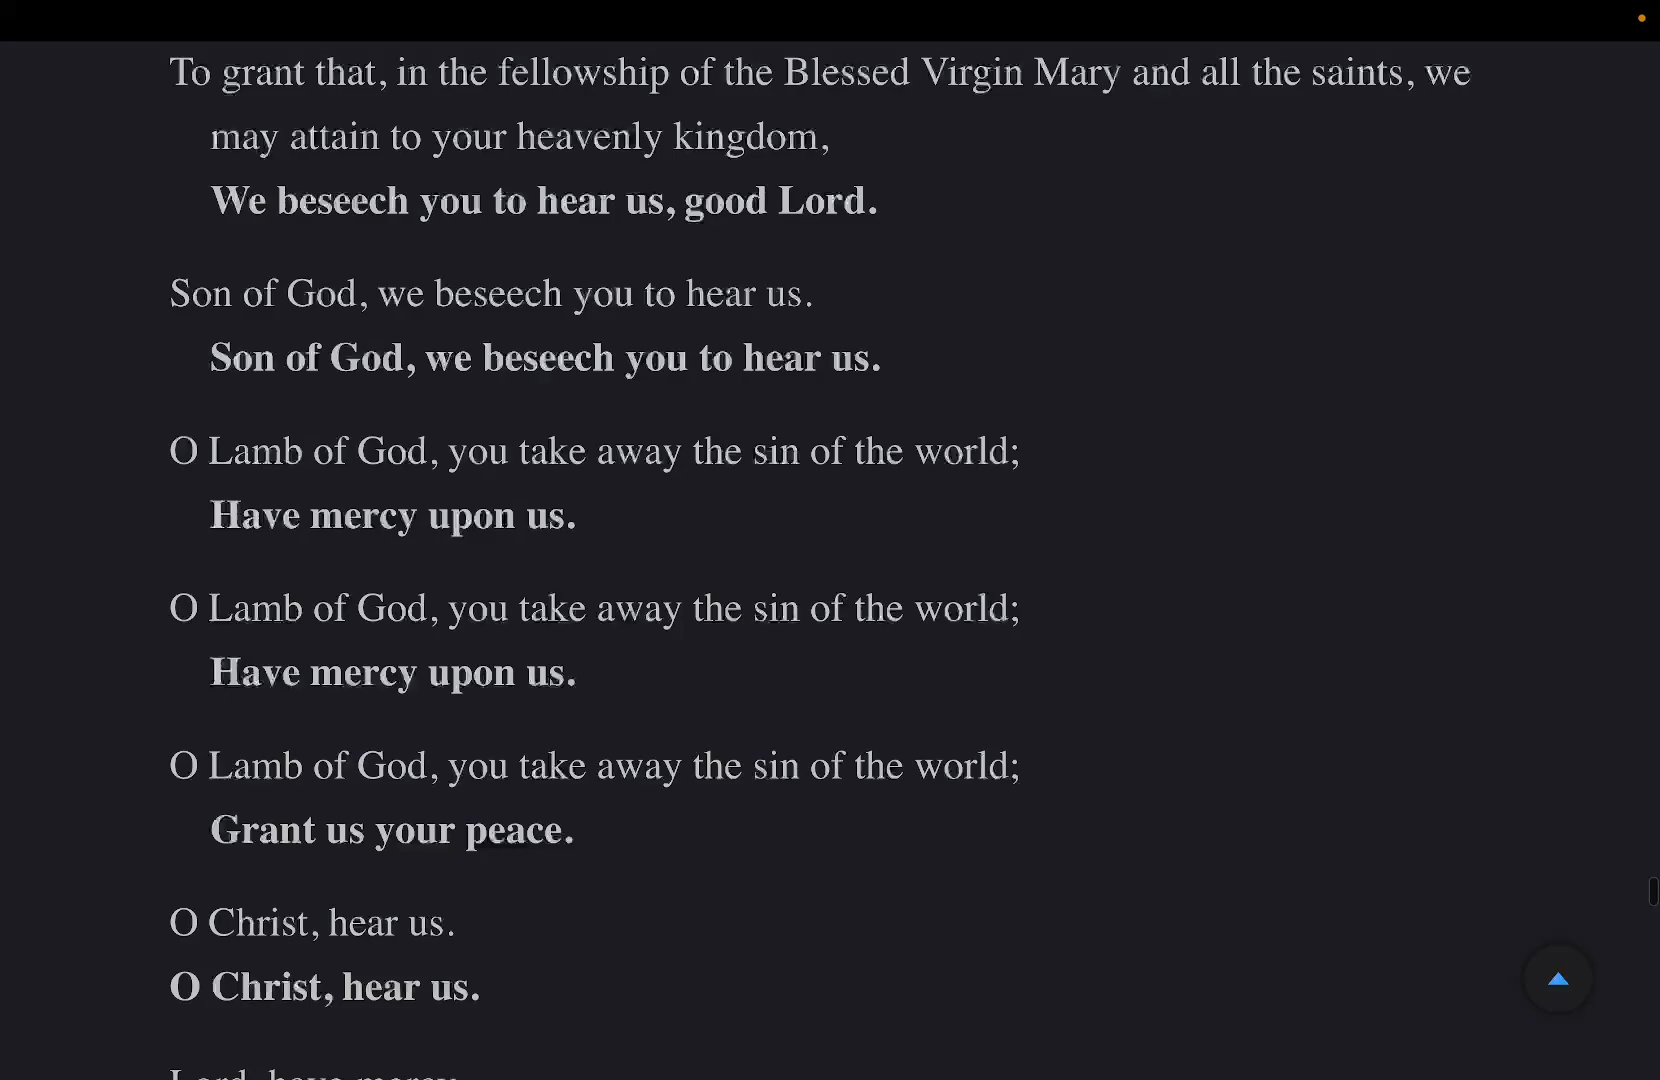 To grant that, in the fellowship of the Blessed Virgin Mary and all the saints, we
may attain to your heavenly kingdom,
We beseech you to hear us, good Lord.
Son of God, we beseech you to hear us.
Son of God, we beseech you to hear us.
O Lamb of God, you take away the sin of the world;
Have mercy upon us.
O Lamb of God, you take away the sin of the world;
Have mercy upon us.
O Lamb of God, you take away the sin of the world;
Grant us your peace.
O Christ, hear us.
O Christ, hear us.
Lord, have mercy